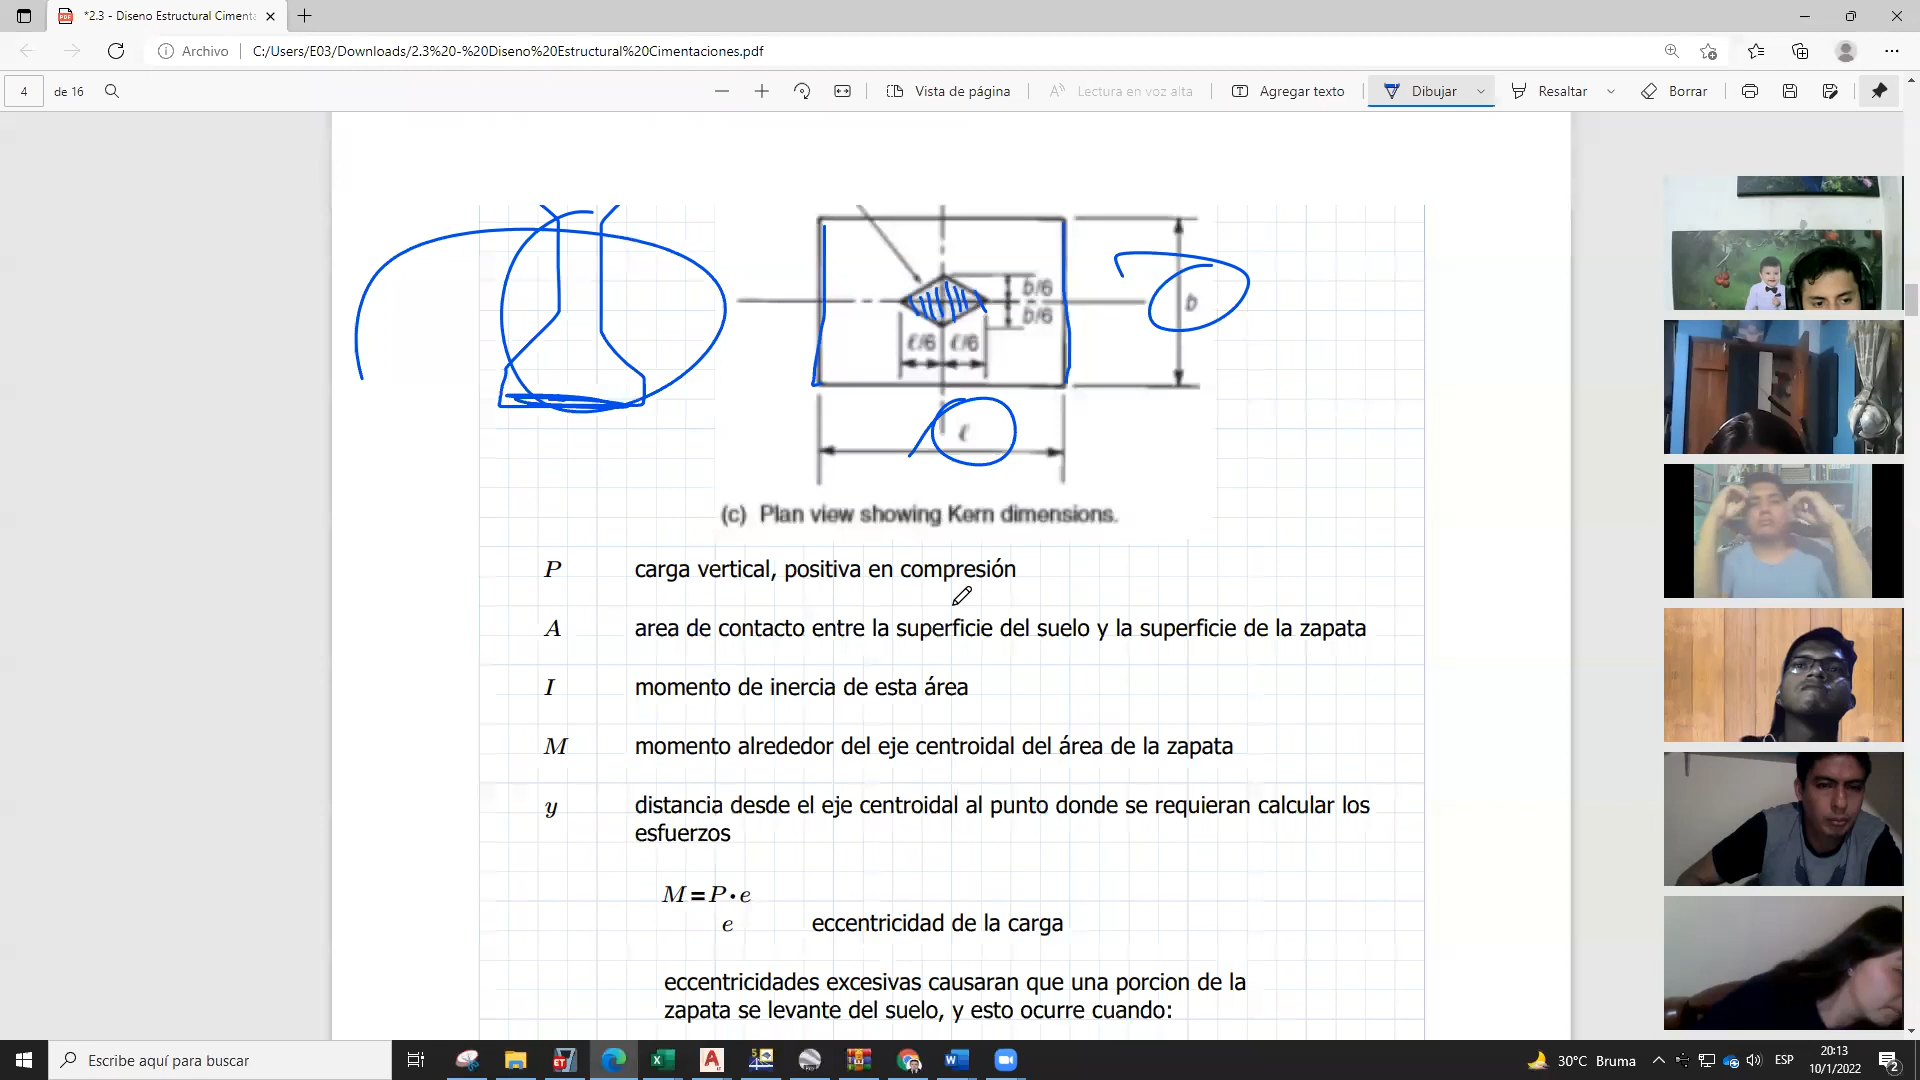 *2.3 - Diseno Estructural Cimenta
Archivo
C:/Users/E03/Downloads/2.3%20-%20Diseno%20Estructural%20Cimentaciones.pdf
4 de 16
Vista de página
Lectura en voz alta
Agregar texto
Dibujar
Resaltar
Borrar
b/6
b/6
b
ℓ/6 ℓ/6
ℓ
(c) Plan view showing Kern dimensions.
P carga vertical, positiva en compresión
A area de contacto entre la superficie del suelo y la superficie de la zapata
I momento de inercia de esta área
M momento alrededor del eje centroidal del área de la zapata
y distancia desde el eje centroidal al punto donde se requieran calcular los
esfuerzos
M = P · e
e eccentricidad de la carga
eccentricidades excesivas causaran que una porcion de la
zapata se levante del suelo, y esto ocurre cuando:
Escribe aquí para buscar
30°C Bruma
ESP
20:13
10/1/2022
2